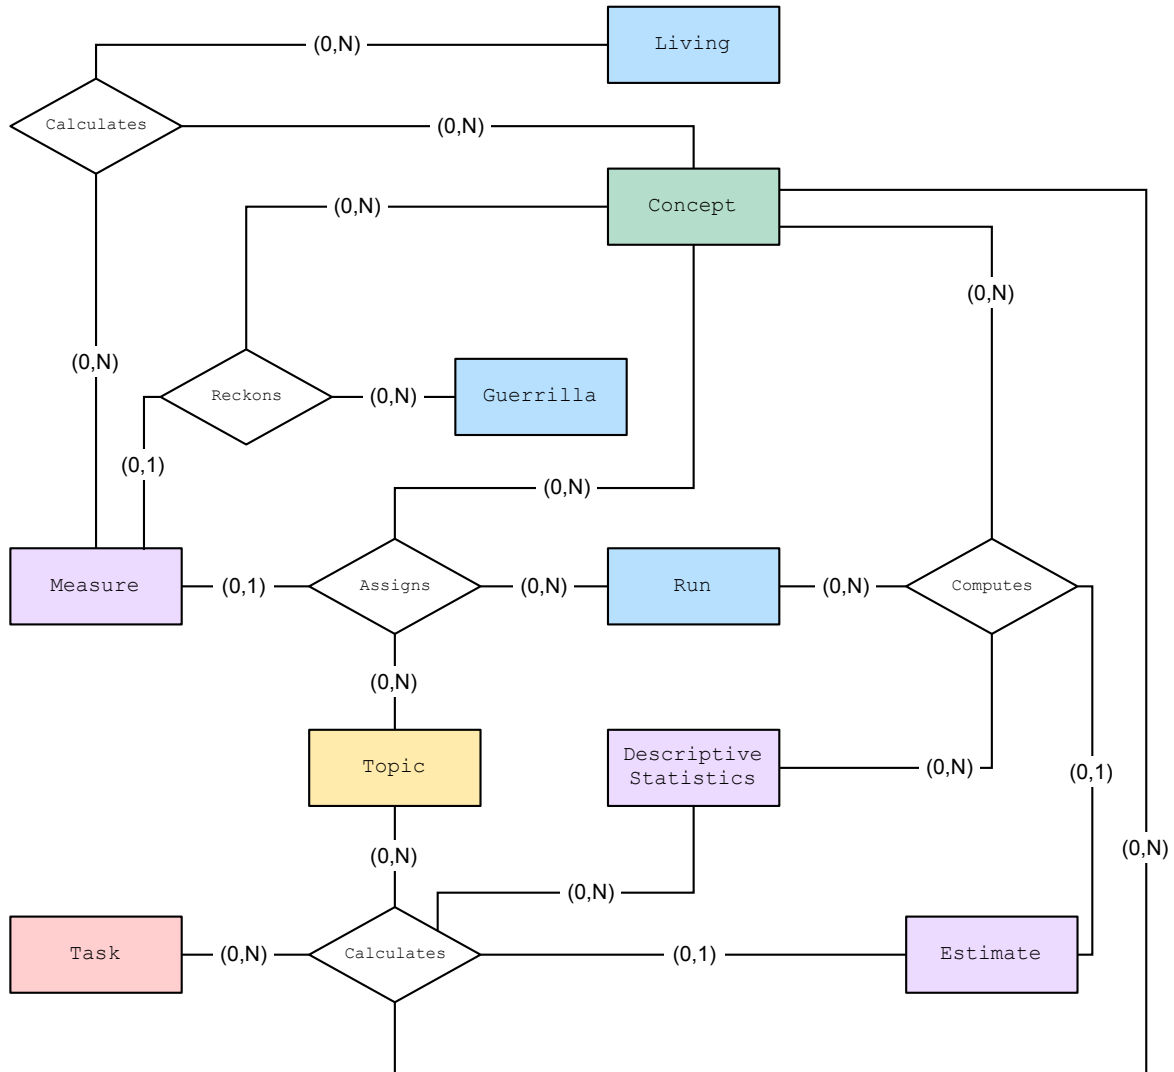 (0,N)
Living
Calculates
(0,N)
(0,N)
Concept
(0,N)
(0,N)
Reckons
(0,N)
Guerrilla
(0,1)
(0,N)
Measure
(0,1)
Assigns
(0,N)
Run
(0,N)
Computes
(0,N)
Topic
Descriptive
Statistics
(0,N)
(0,1)
(0,N)
(0,N)
(0,N)
Task
(0,N)
Calculates
(0,1)
Estimate